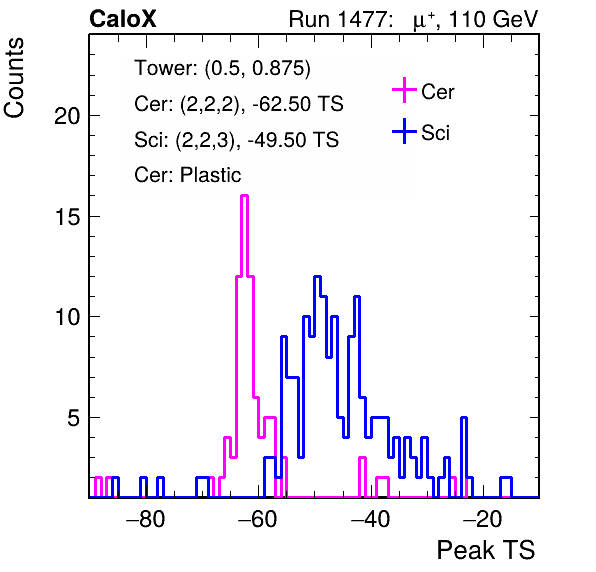 CaloX Run 1477: μ⁺, 110 GeV
Counts
Tower: (0.5, 0.875)
Cer: (2,2,2), -62.50 TS
Sci: (2,2,3), -49.50 TS
Cer: Plastic
Cer
Sci
20
15
10
5
−80 −60 −40 −20
Peak TS